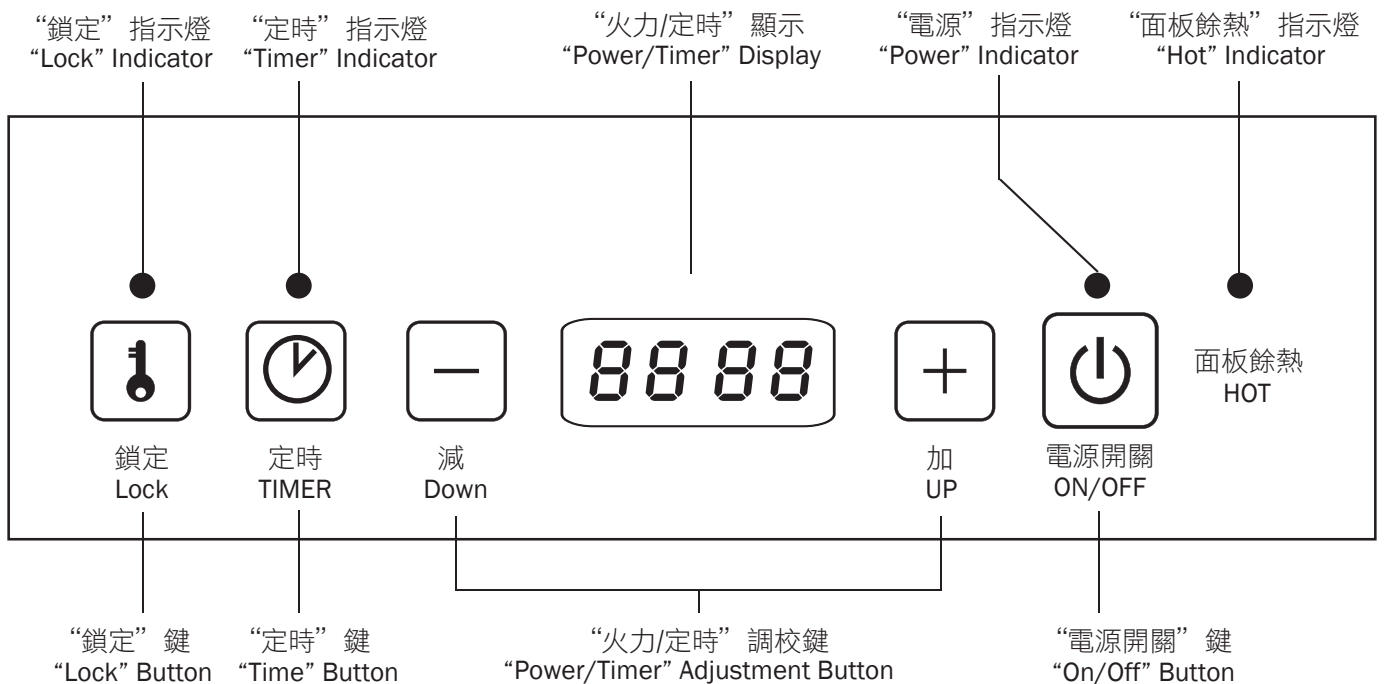 “鎖定” 指示燈
“Lock” Indicator
“定時” 指示燈
“Timer” Indicator
“火力/定時” 顯示
“Power/Timer” Display
“電源” 指示燈
“Power” Indicator
“面板餘熱” 指示燈
“Hot” Indicator
8888
鎖定
Lock
定時
TIMER
減
Down
加
UP
電源開關
ON/OFF
面板餘熱
HOT
“鎖定” 鍵
“Lock” Button
“定時” 鍵
“Time” Button
“火力/定時” 調校鍵
“Power/Timer” Adjustment Button
“電源開關” 鍵
“On/Off” Button